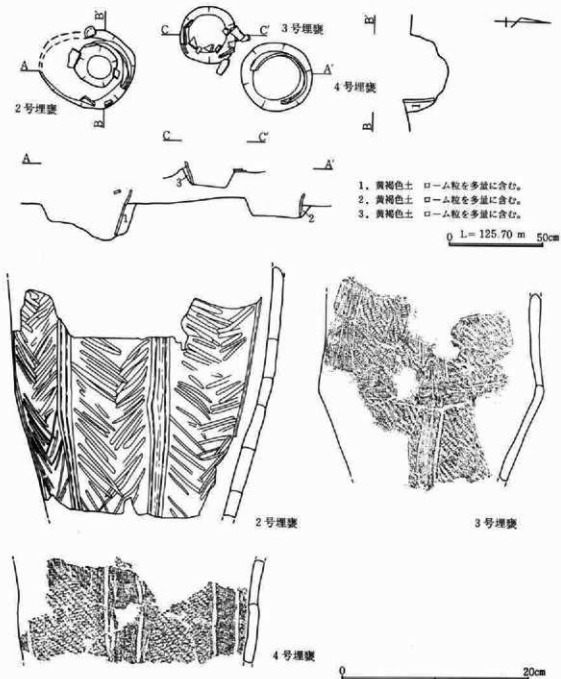 B′
C
C′
3号埋甕
B′
A
A′
4号埋甕
2号埋甕
B
B
1
C
C′
A
3
A′
1
2
1. 黄褐色土 ローム粒を多量に含む。
2. 黄褐色土 ローム粒を多量に含む。
3. 黄褐色土 ローム粒を多量に含む。
L=125.70 m
0 50cm
2号埋甕
3号埋甕
4号埋甕
0 20cm